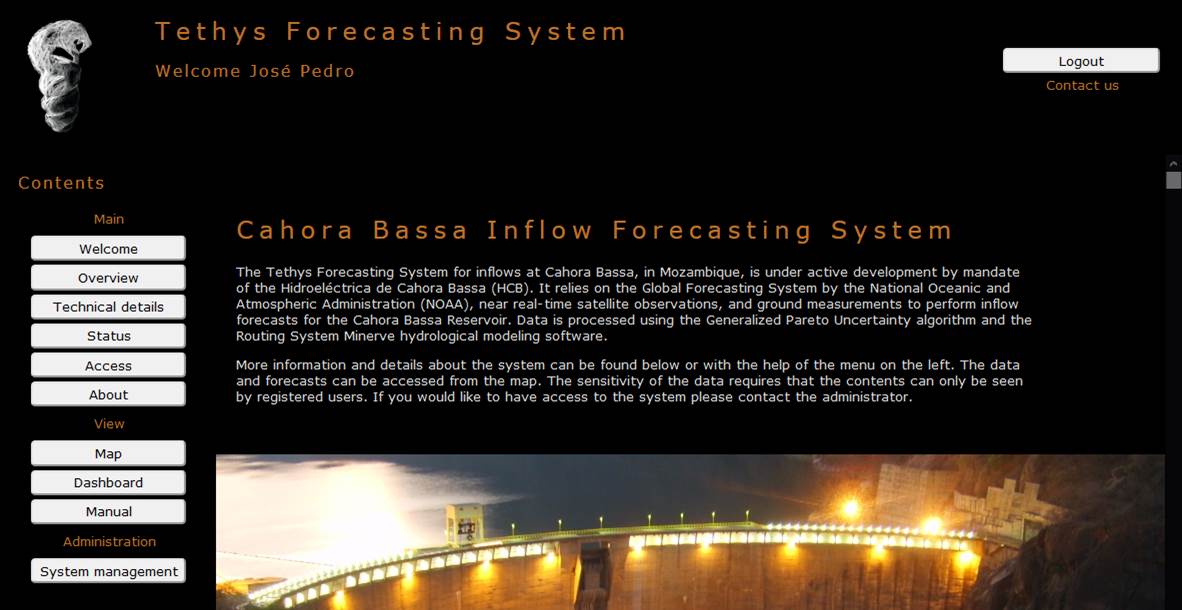 Tethys Forecasting System
Welcome José Pedro
Logout
Contact us
Contents
Main
Welcome
Overview
Technical details
Status
Access
About
View
Map
Dashboard
Manual
Administration
System management
Cahora Bassa Inflow Forecasting System
The Tethys Forecasting System for inflows at Cahora Bassa, in Mozambique, is under active development by mandate
of the Hidroeléctrica de Cahora Bassa (HCB). It relies on the Global Forecasting System by the National Oceanic and
Atmospheric Administration (NOAA), near real-time satellite observations, and ground measurements to perform inflow
forecasts for the Cahora Bassa Reservoir. Data is processed using the Generalized Pareto Uncertainty algorithm and the
Routing System Minerve hydrological modeling software.
More information and details about the system can be found below or with the help of the menu on the left. The data
and forecasts can be accessed from the map. The sensitivity of the data requires that the contents can only be seen
by registered users. If you would like to have access to the system please contact the administrator.